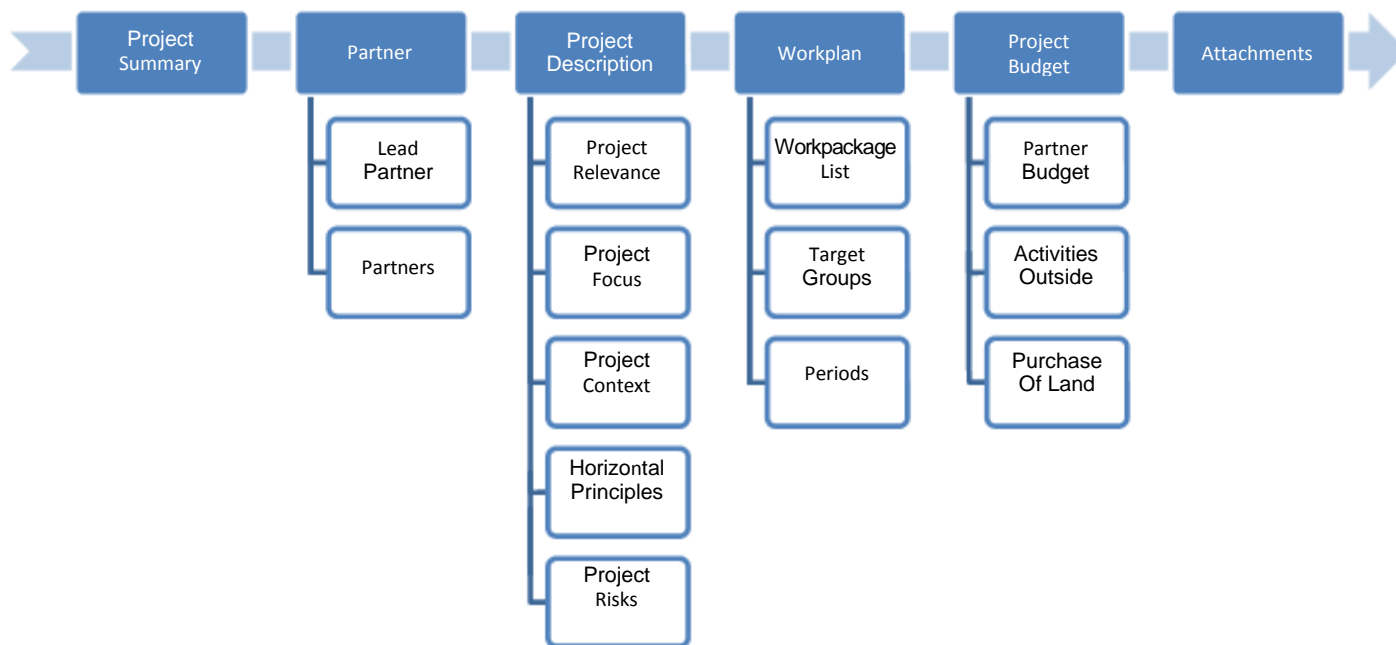 Project
Summary
Partner
Project
Description
Workplan
Project
Budget
Attachments
Lead
Partner
Partners
Project
Relevance
Project
Focus
Project
Context
Horizontal
Principles
Project
Risks
Workpackage
List
Target
Groups
Periods
Partner
Budget
Activities
Outside
Purchase
Of Land